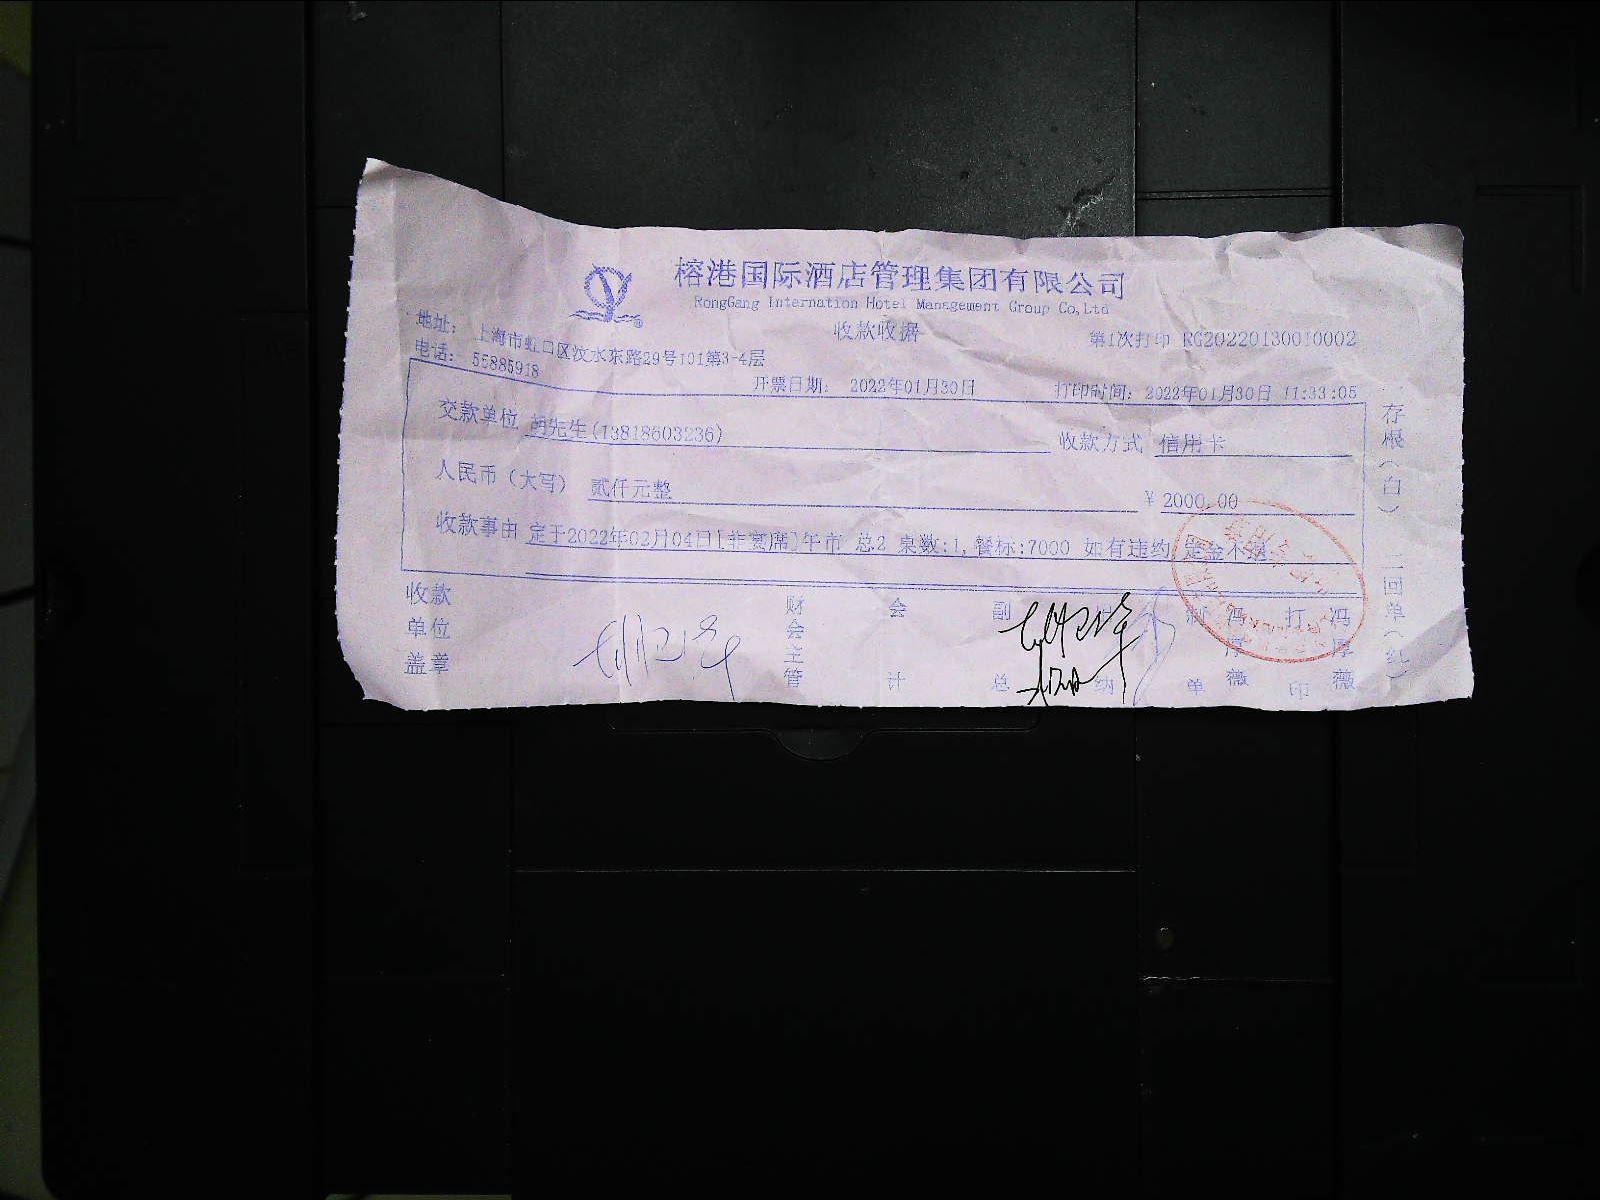 榕港国际酒店管理集团有限公司
RongGang Internation Hotel Management Group Co,Ltd
收款收据
第1次打印 RG20220130010002
地址: 上海市虹口区汶水东路29号101第3-4层
电话: 55885918
开票日期: 2022年01月30日
打印时间: 2022年01月30日 11:33:05
交款单位 胡先生(13818603236)
收款方式 信用卡
人民币(大写) 贰仟元整
¥ 2000.00
收款事由 定于2022年02月04日[非宴席]午市 总2 桌数:1,餐标:7000 如有违约,定金不退
收款单位盖章
财会主管
会计
副总
出纳
制单 冯厚薇
打印 冯厚薇
一存根(白) 二回单(红)